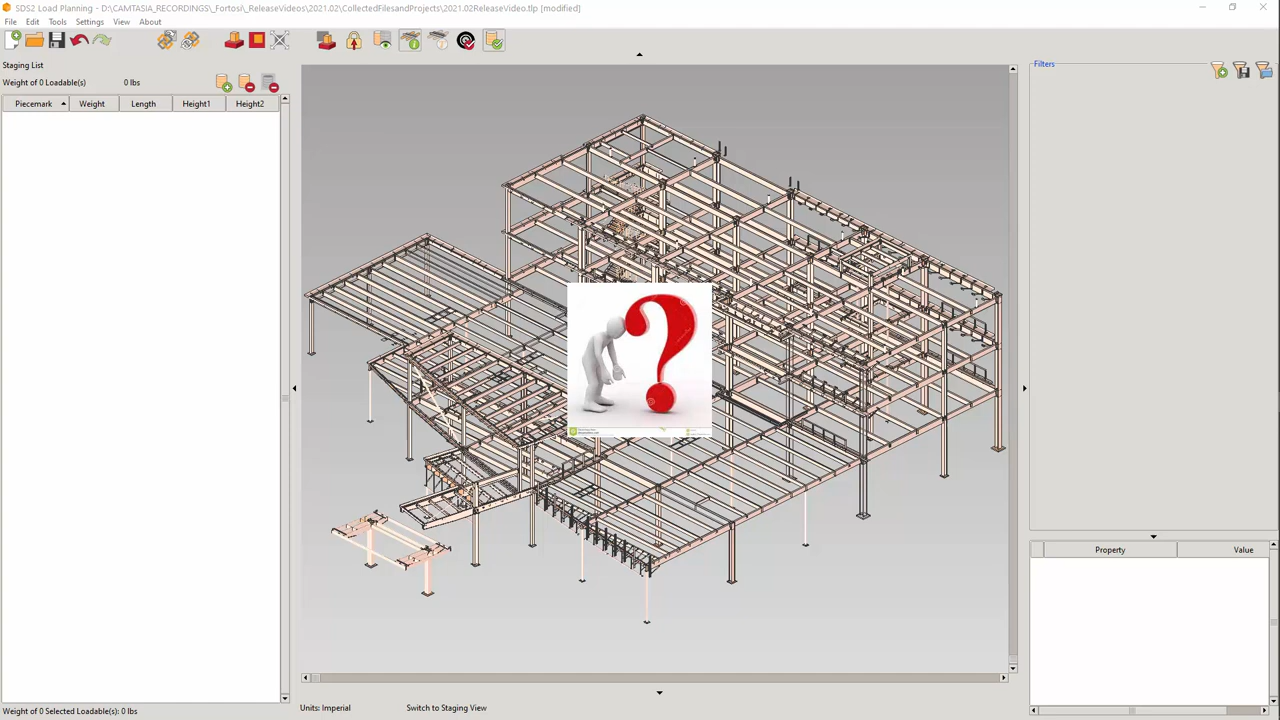 SDS2 Load Planning - D:\CAMTASIA_RECORDINGS\_Fortosi\_ReleaseVideos\2021.02\CollectedFilesandProjects\2021.02ReleaseVideo.tlp [modified]
File Edit Tools Settings View About
Staging List
Weight of 0 Loadable(s) 0 lbs
Piecemark Weight Length Height1 Height2
Filters
Property Value
Units: Imperial Switch to Staging View
Weight of 0 Selected Loadable(s): 0 lbs